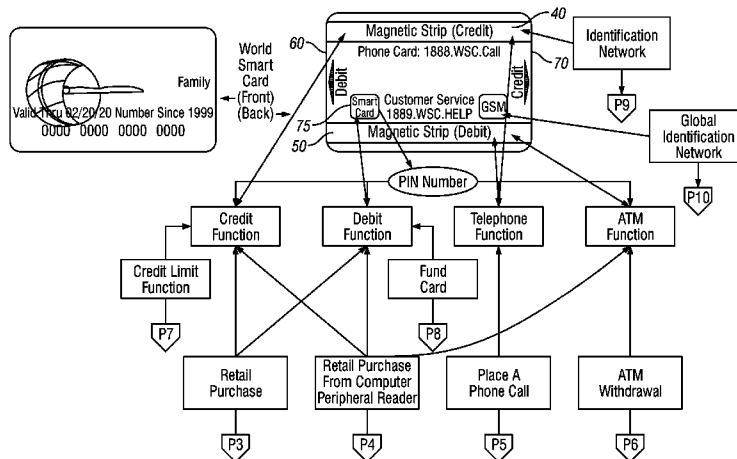 Family
Valid Thru 02/20/20 Number Since 1999
0000 0000 0000 0000
World
Smart Card
(Front)
(Back)
60
40
Magnetic Strip (Credit)
Phone Card: 1888.WSC.Call
70
Debit
Credit
Smart
Card
Customer Service
1889.WSC.HELP
GSM
75
Magnetic Strip (Debit)
50
Identification
Network
P9
Global
Identification
Network
P10
PIN Number
Credit
Function
Debit
Function
Telephone
Function
ATM
Function
Credit Limit
Function
Fund
Card
P7
P8
Retail
Purchase
Retail Purchase
From Computer
Peripheral Reader
Place A
Phone Call
ATM
Withdrawal
P3
P4
P5
P6